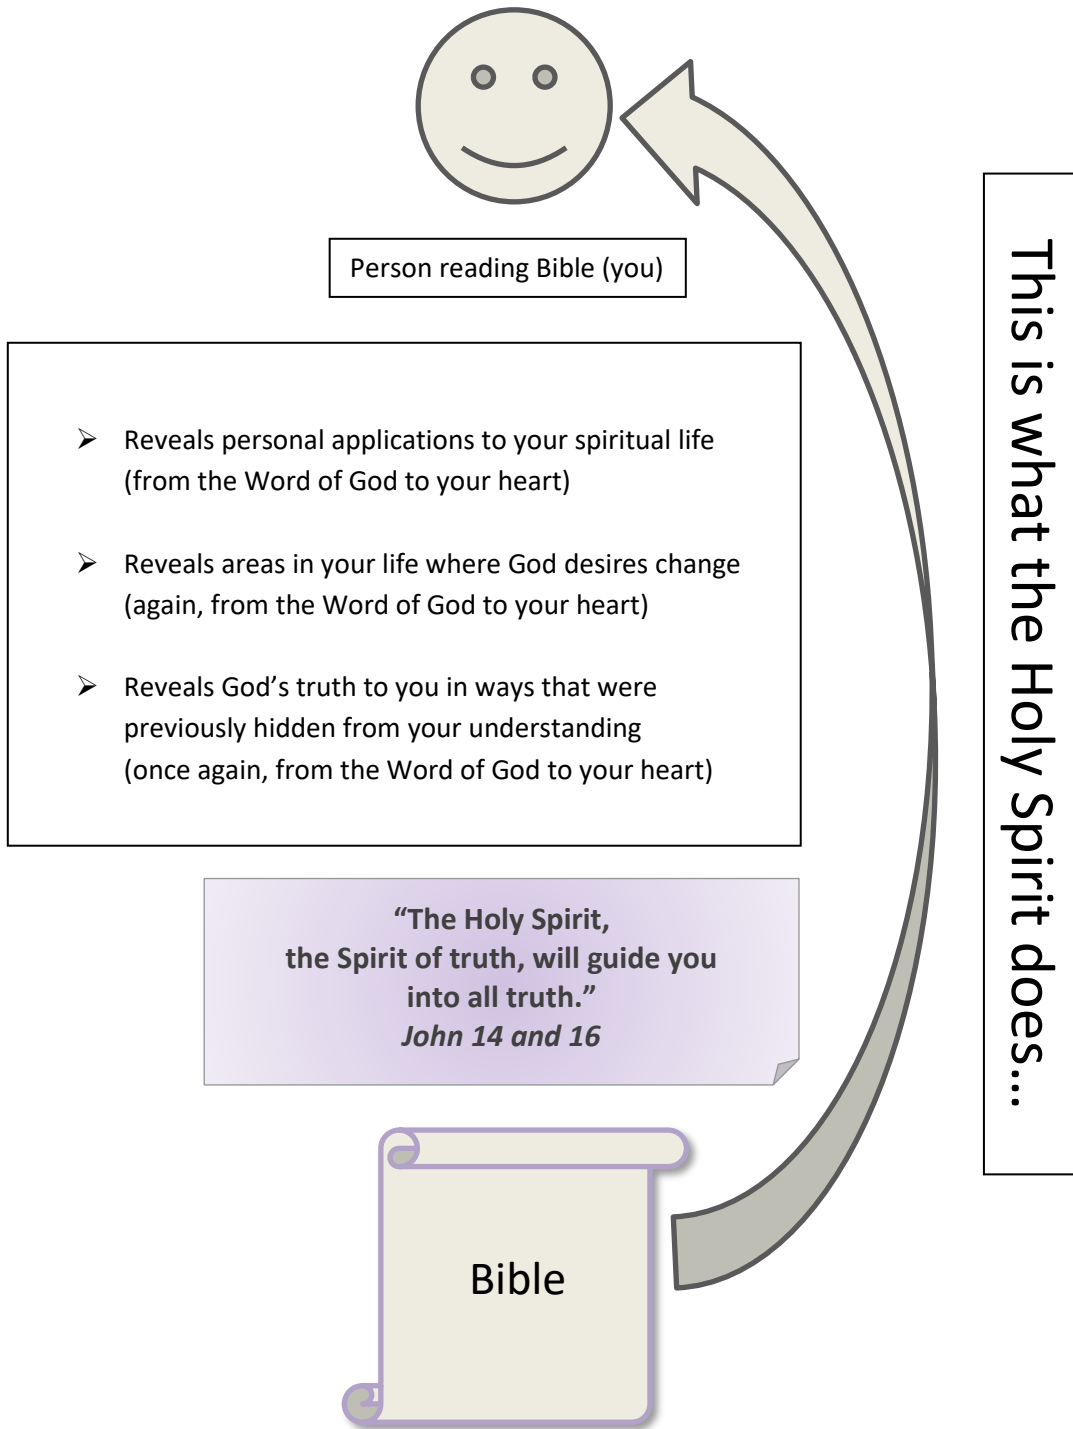 Person reading Bible (you)
This is what the Holy Spirit does...
➢ Reveals personal applications to your spiritual life
(from the Word of God to your heart)
➢ Reveals areas in your life where God desires change
(again, from the Word of God to your heart)
➢ Reveals God’s truth to you in ways that were
previously hidden from your understanding
(once again, from the Word of God to your heart)
“The Holy Spirit,
the Spirit of truth, will guide you
into all truth.”
John 14 and 16
Bible